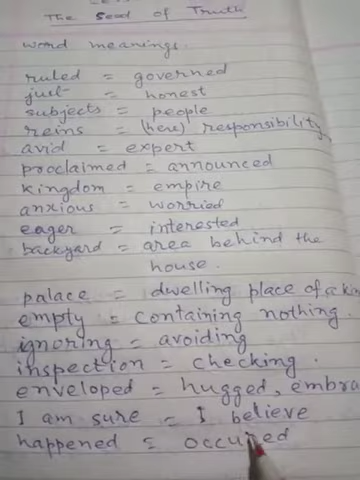 The Seed of Truth
word meanings.
ruled = governed
just = honest
subjects = people
reins = (here) responsibility
avid = expert
proclaimed = announced
kingdom = empire
anxious = worried
eager = interested
backyard = area behind the
house.
palace = dwelling place of a kin
empty = containing nothing.
ignoring = avoiding
inspection = checking.
enveloped = hugged, embra
I am sure = I believe
happened = occured